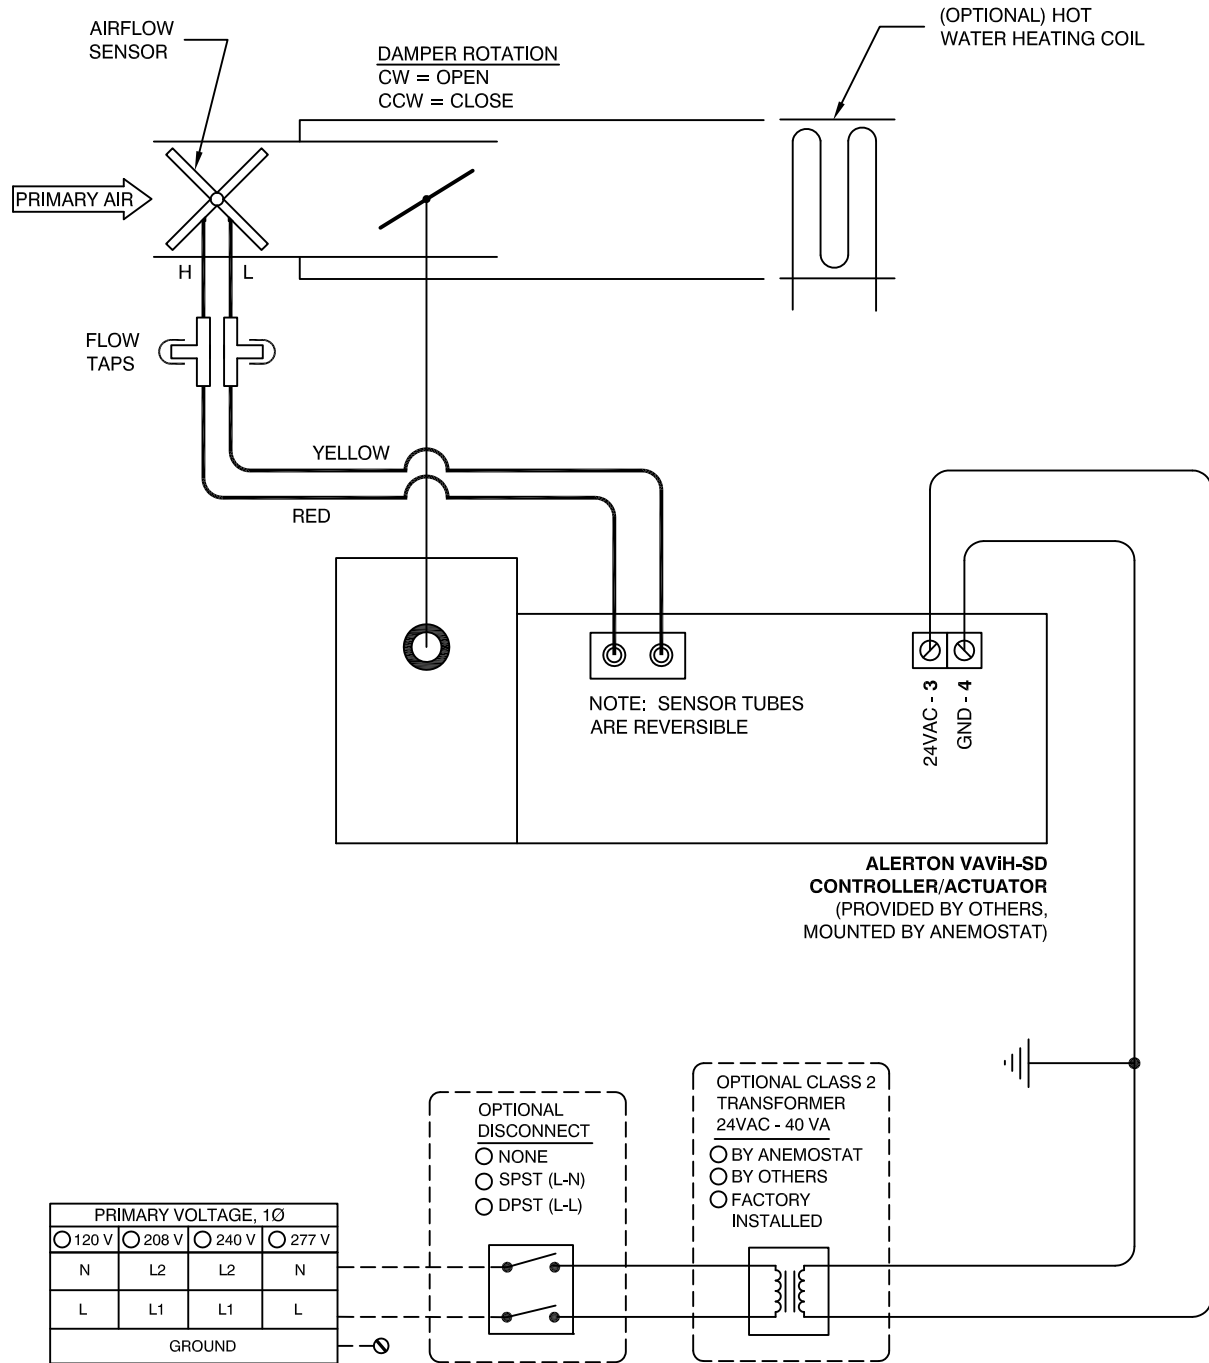 AIRFLOW
SENSOR
DAMPER ROTATION
CW = OPEN
CCW = CLOSE
(OPTIONAL) HOT
WATER HEATING COIL
PRIMARY AIR
H
L
FLOW
TAPS
YELLOW
RED
NOTE: SENSOR TUBES
ARE REVERSIBLE
24VAC - 3
GND - 4
ALERTON VAViH-SD
CONTROLLER/ACTUATOR
(PROVIDED BY OTHERS,
MOUNTED BY ANEMOSTAT)
OPTIONAL
DISCONNECT
NONE
SPST (L-N)
DPST (L-L)
OPTIONAL CLASS 2
TRANSFORMER
24VAC - 40 VA
BY ANEMOSTAT
BY OTHERS
FACTORY
INSTALLED
PRIMARY VOLTAGE, 1Ø
120 V 208 V 240 V 277 V
N L2 L2 N
L L1 L1 L
GROUND